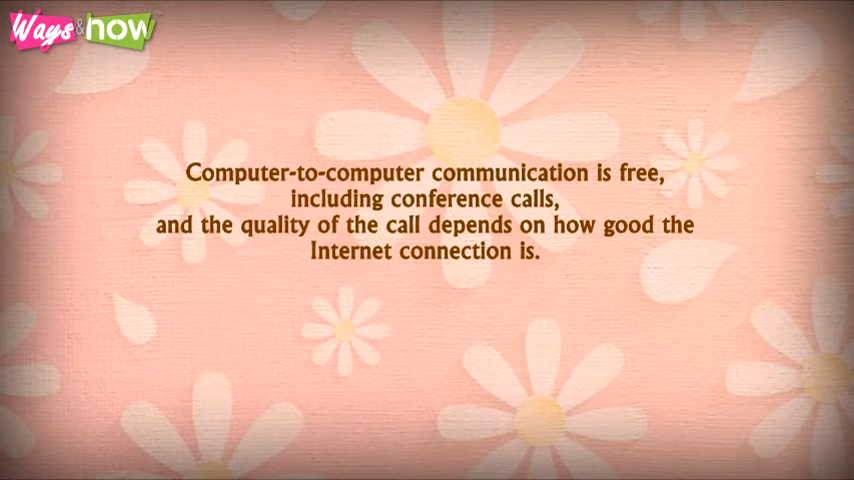 Ways & how
Computer-to-computer communication is free,
including conference calls,
and the quality of the call depends on how good the
Internet connection is.